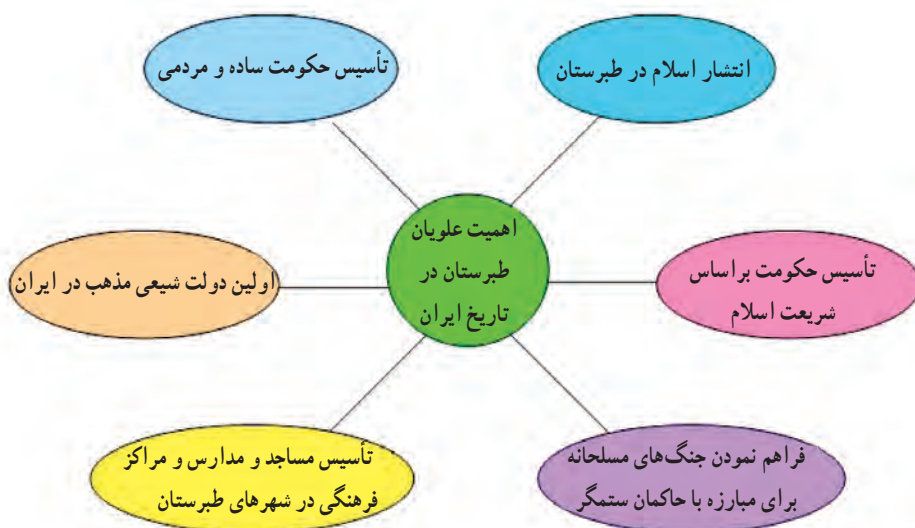 انتشار اسلام در طبرستان
تأسیس حکومت ساده و مردمی
اهمیت علویان
طبرستان در
تاریخ ایران
تأسیس حکومت براساس
شریعت اسلام
اولین دولت شیعی مذهب در ایران
فراهم نمودن جنگ‌های مسلحانه
برای مبارزه با حاکمان ستمگر
تأسیس مساجد و مدارس و مراکز
فرهنگی در شهرهای طبرستان